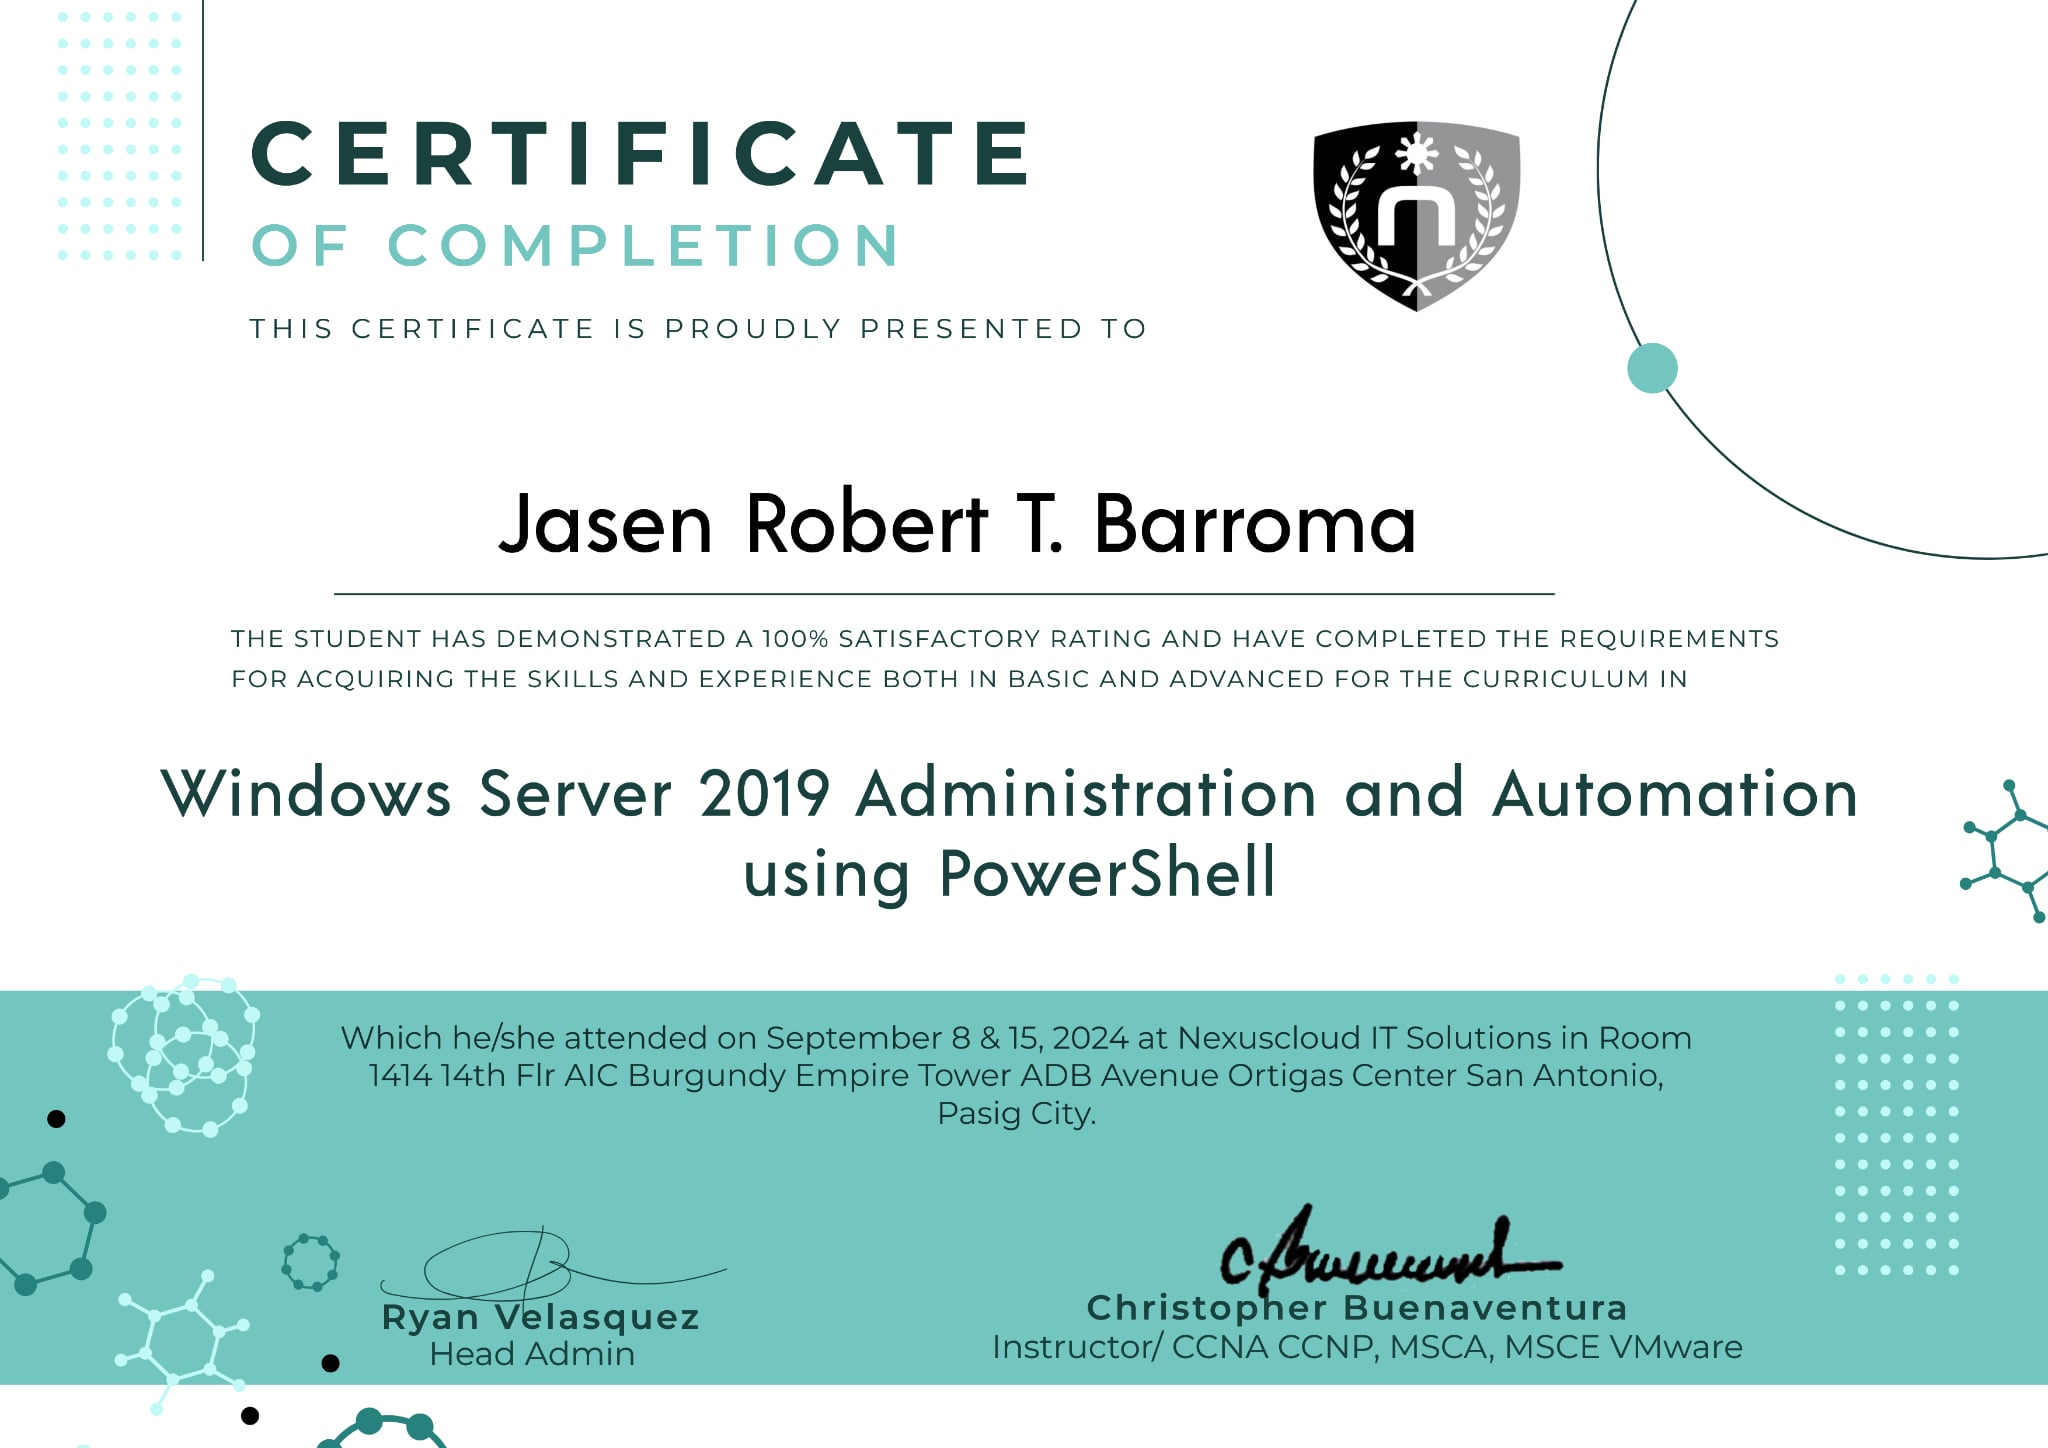 CERTIFICATE
OF COMPLETION
THIS CERTIFICATE IS PROUDLY PRESENTED TO
Jasen Robert T. Barroma
THE STUDENT HAS DEMONSTRATED A 100% SATISFACTORY RATING AND HAVE COMPLETED THE REQUIREMENTS
FOR ACQUIRING THE SKILLS AND EXPERIENCE BOTH IN BASIC AND ADVANCED FOR THE CURRICULUM IN
Windows Server 2019 Administration and Automation
using PowerShell
Which he/she attended on September 8 & 15, 2024 at Nexuscloud IT Solutions in Room
1414 14th Flr AIC Burgundy Empire Tower ADB Avenue Ortigas Center San Antonio,
Pasig City.
Ryan Velasquez
Head Admin
Christopher Buenaventura
Instructor/ CCNA CCNP, MSCA, MSCE VMware